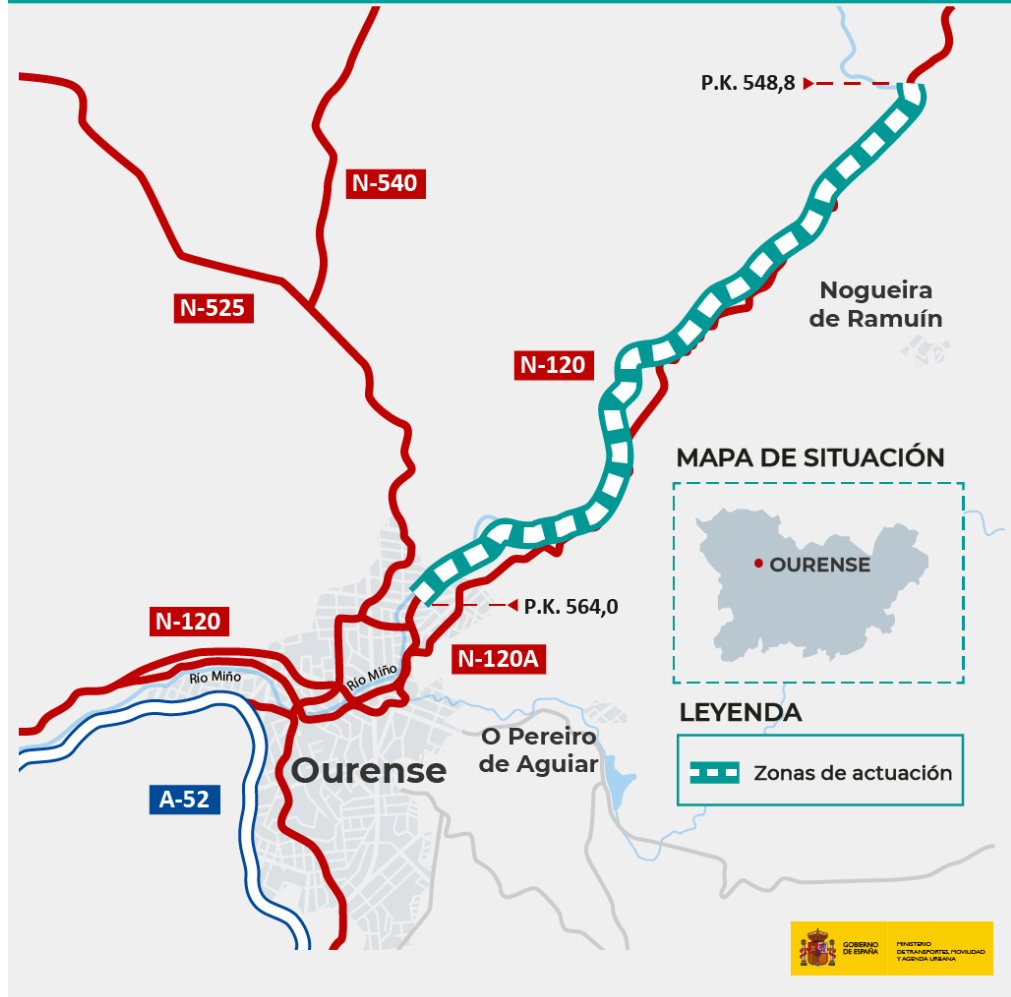 P.K. 548,8
N-540
N-525
Nogueira
de Ramuín
N-120
MAPA DE SITUACIÓN
OURENSE
P.K. 564,0
N-120
N-120A
Río Miño
Río Miño
LEYENDA
O Pereiro
de Aguiar
Ourense
Zonas de actuación
A-52
GOBIERNO
DE ESPAÑA
MINISTERIO
DE TRANSPORTES, MOVILIDAD
Y AGENDA URBANA